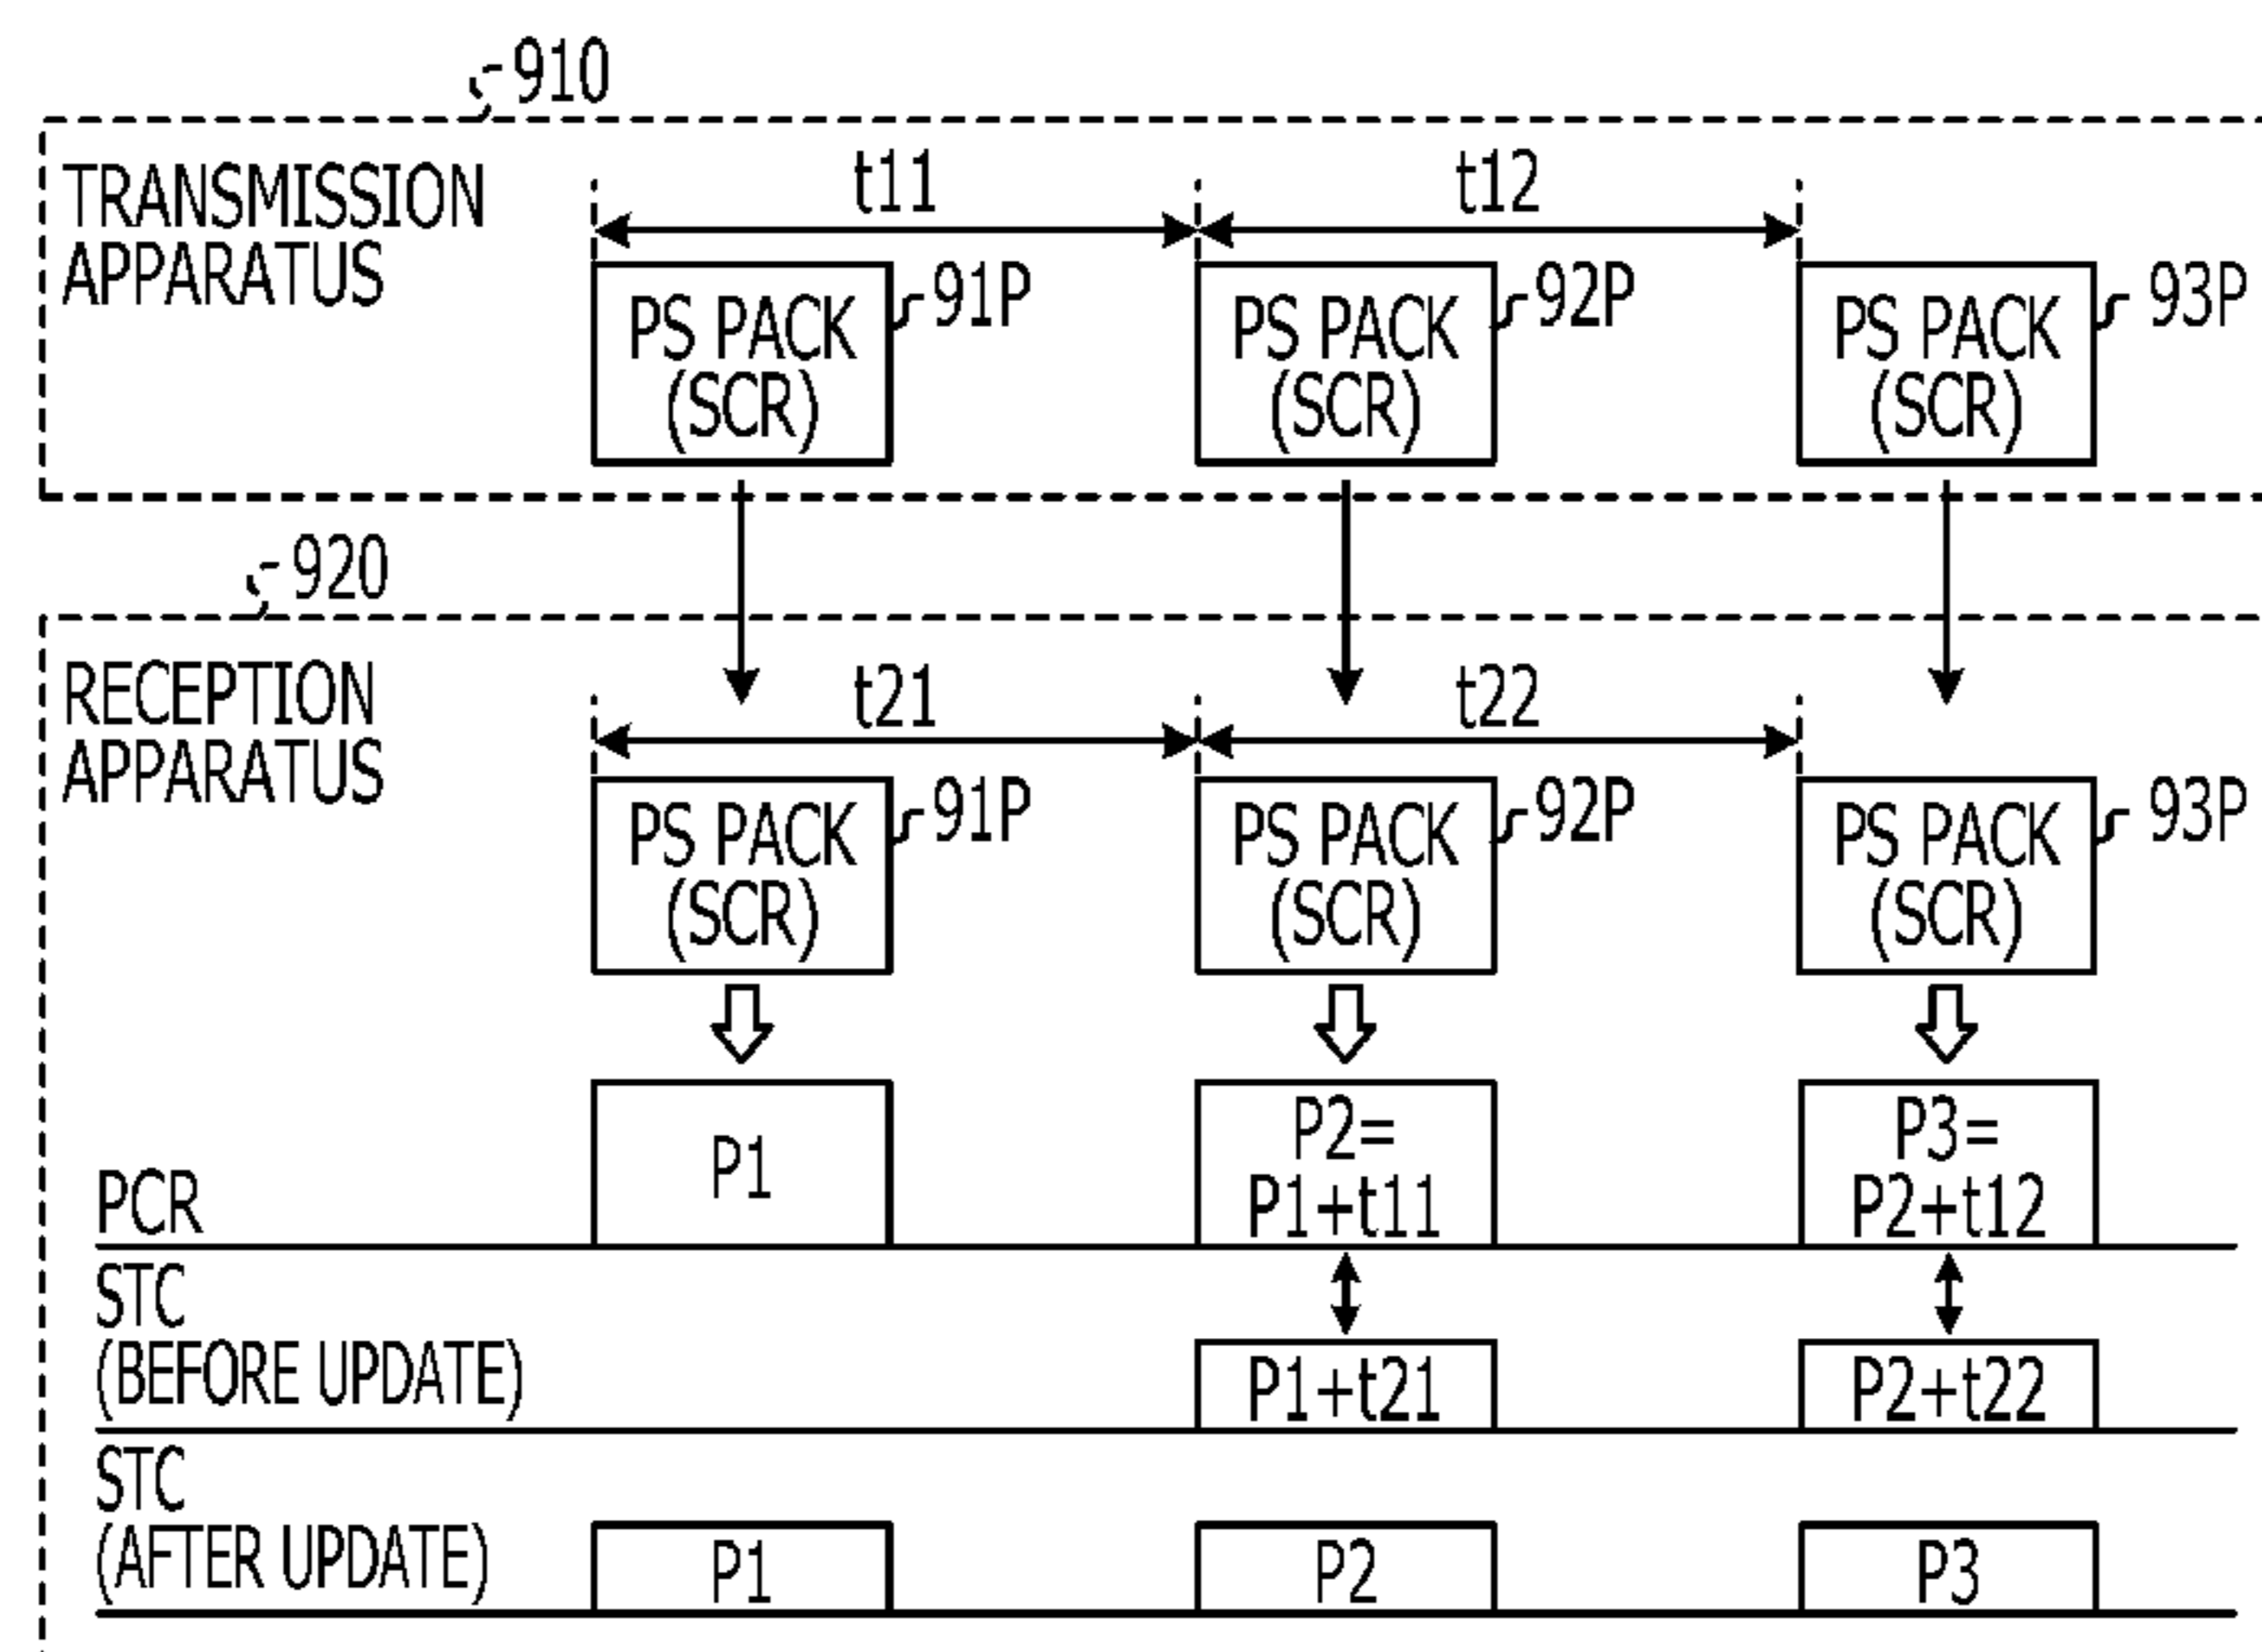 910
TRANSMISSION
APPARATUS
t11
t12
PS PACK
(SCR)
91P
PS PACK
(SCR)
92P
PS PACK
(SCR)
93P
920
RECEPTION
APPARATUS
t21
t22
PS PACK
(SCR)
91P
PS PACK
(SCR)
92P
PS PACK
(SCR)
93P
PCR
P1
P2=
P1+t11
P3=
P2+t12
STC
(BEFORE UPDATE)
P1+t21
P2+t22
STC
(AFTER UPDATE)
P1
P2
P3